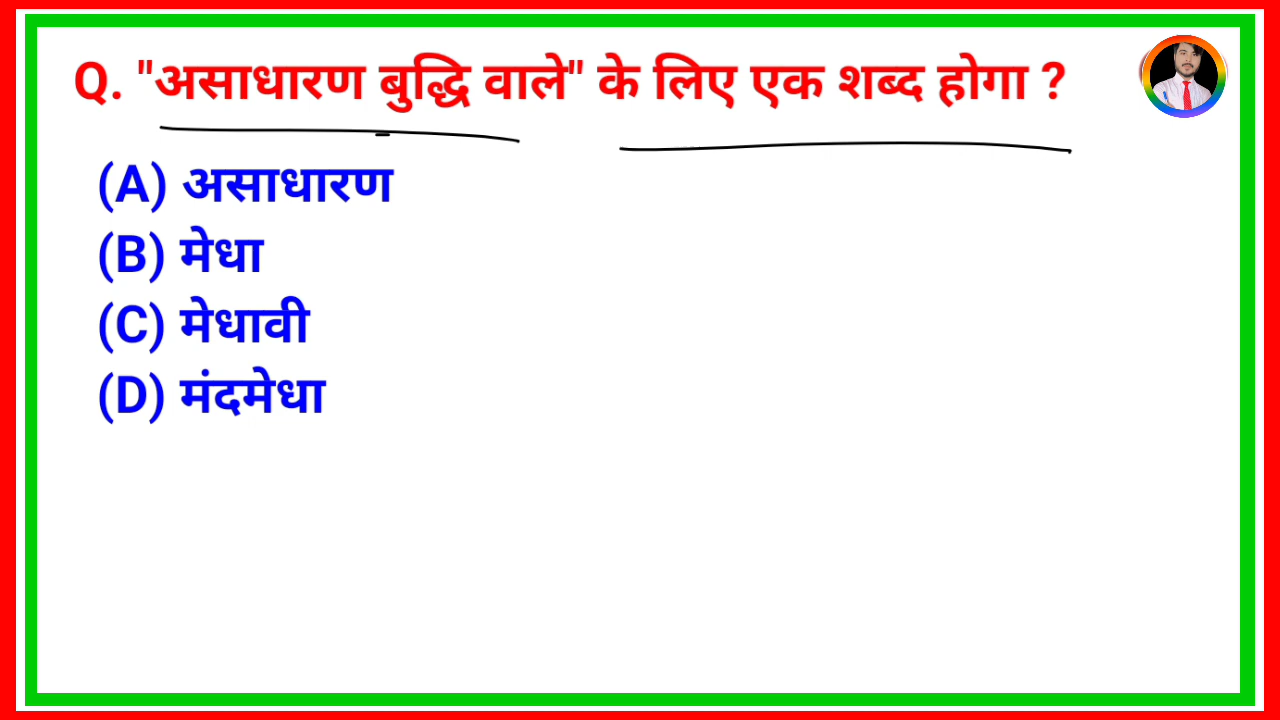 Q. "असाधारण बुद्धि वाले" के लिए एक शब्द होगा ?
(A) असाधारण
(B) मेधा
(C) मेधावी
(D) मंदमेधा